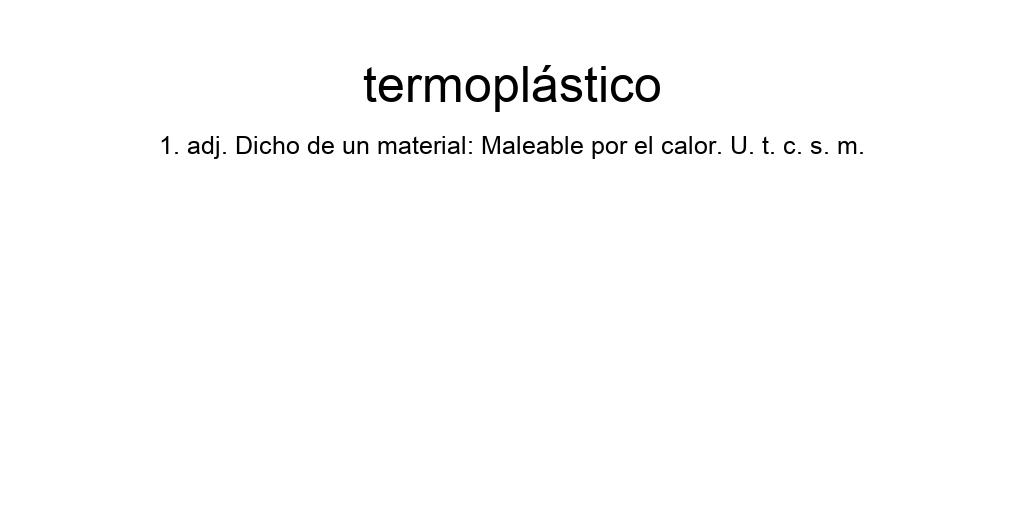 termoplástico
1. adj. Dicho de un material: Maleable por el calor. U. t. c. s. m.